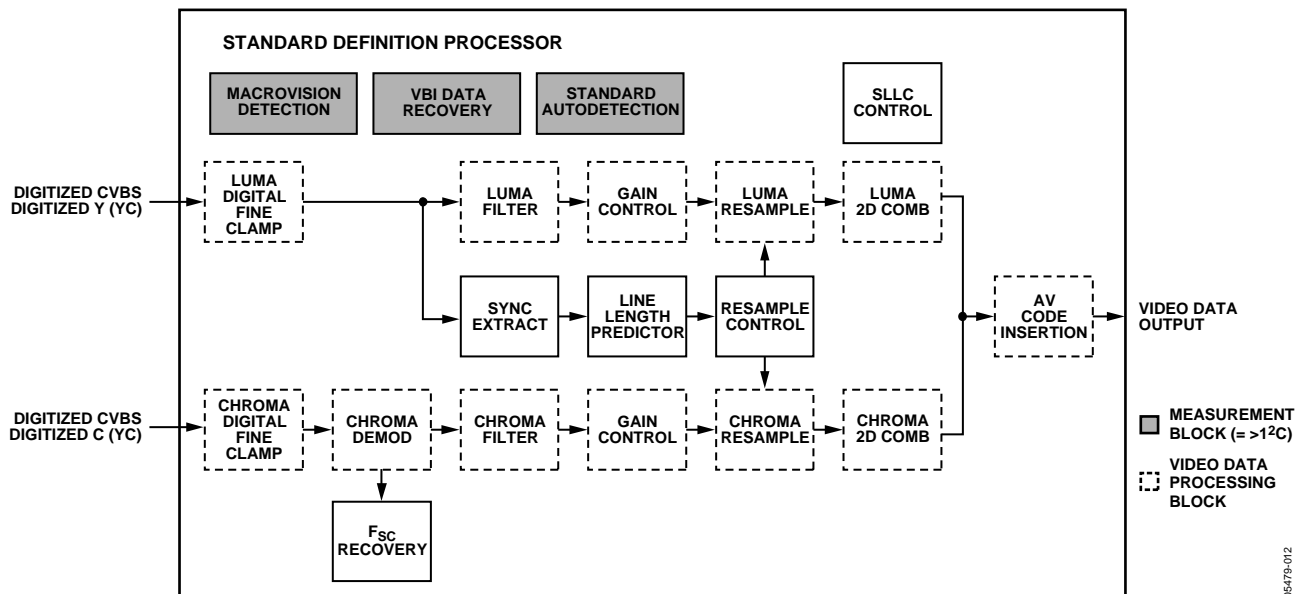 STANDARD DEFINITION PROCESSOR
MACROVISION
DETECTION
VBI DATA
RECOVERY
STANDARD
AUTODETECTION
SLLC
CONTROL
DIGITIZED CVBS
DIGITIZED Y (YC)
LUMA
DIGITAL
FINE
CLAMP
LUMA
FILTER
GAIN
CONTROL
LUMA
RESAMPLE
LUMA
2D COMB
SYNC
EXTRACT
LINE
LENGTH
PREDICTOR
RESAMPLE
CONTROL
AV
CODE
INSERTION
VIDEO DATA
OUTPUT
DIGITIZED CVBS
DIGITIZED C (YC)
CHROMA
DIGITAL
FINE
CLAMP
CHROMA
DEMOD
CHROMA
FILTER
GAIN
CONTROL
CHROMA
RESAMPLE
CHROMA
2D COMB
FSC
RECOVERY
MEASUREMENT
BLOCK (= >1²C)
VIDEO DATA
PROCESSING
BLOCK
05479-012